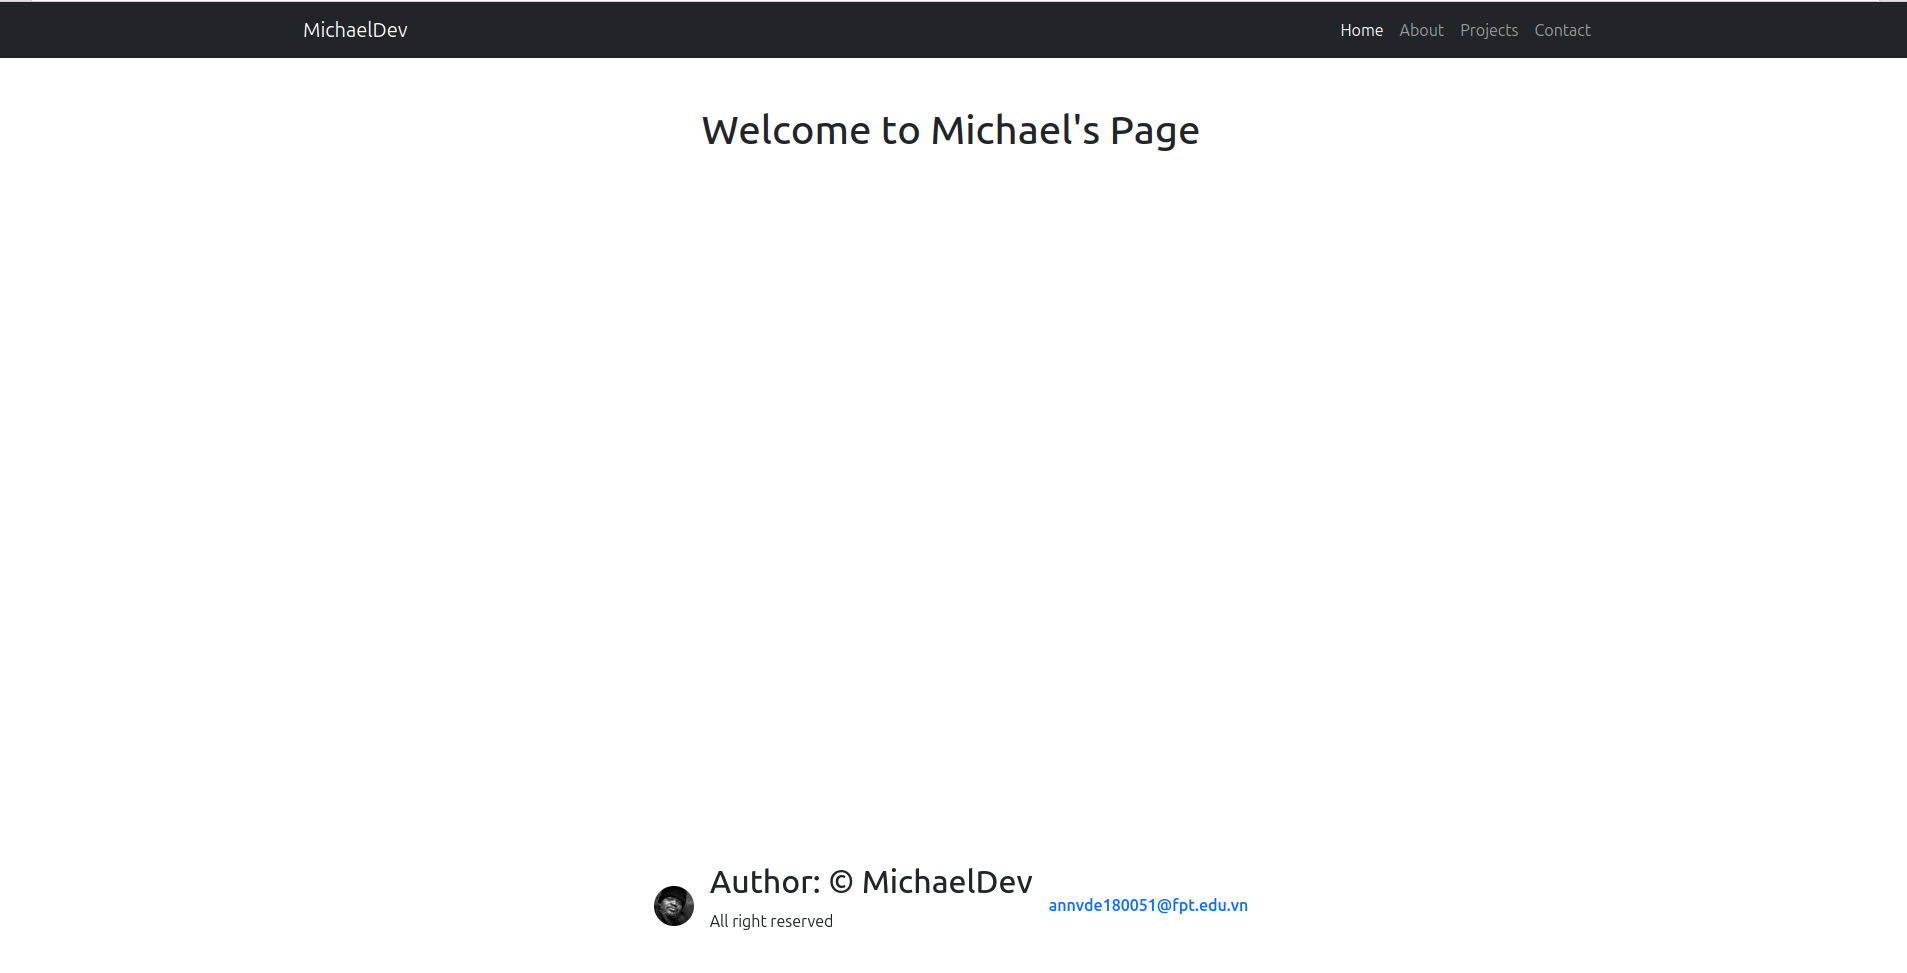 MichaelDev Home About Projects Contact
Welcome to Michael's Page
Author: © MichaelDev
annvde180051@fpt.edu.vn
All right reserved